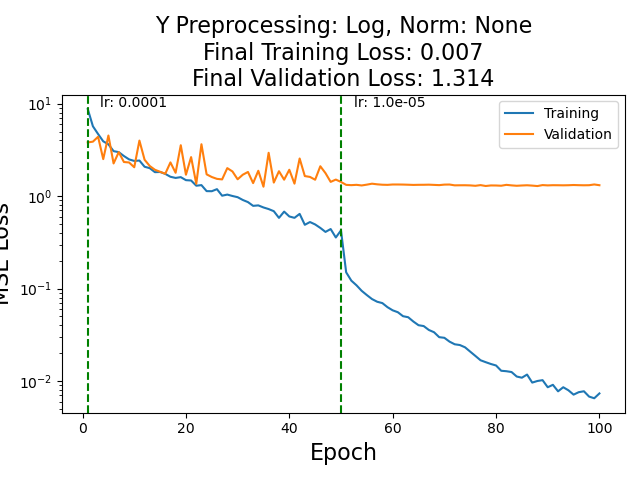 Y Preprocessing: Log, Norm: None
Final Training Loss: 0.007
Final Validation Loss: 1.314
lr: 0.0001
lr: 1.0e-05
Training
Validation
10¹
10⁰
10⁻¹
10⁻²
MSE Loss
0 20 40 60 80 100
Epoch